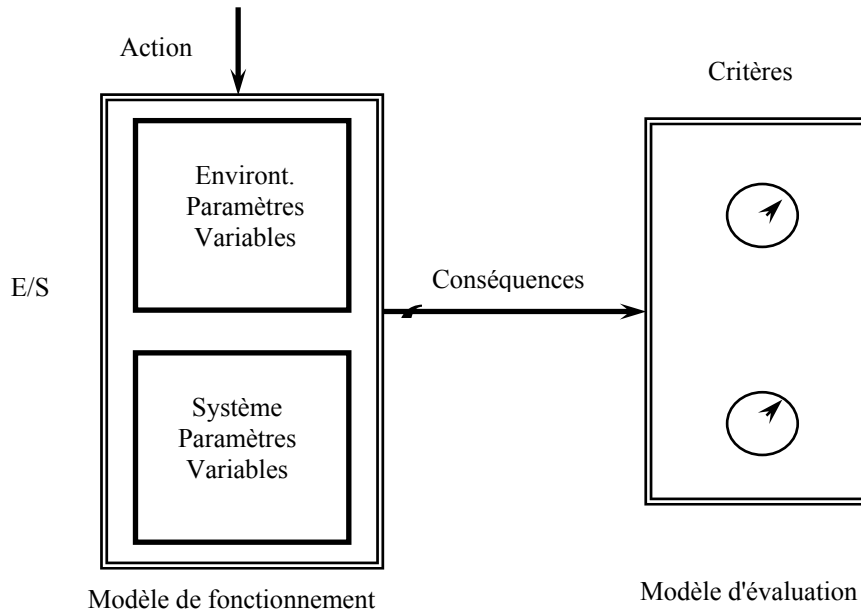 Action
Critères
Environt.
Paramètres
Variables
E/S
Conséquences
Système
Paramètres
Variables
Modèle de fonctionnement
Modèle d'évaluation